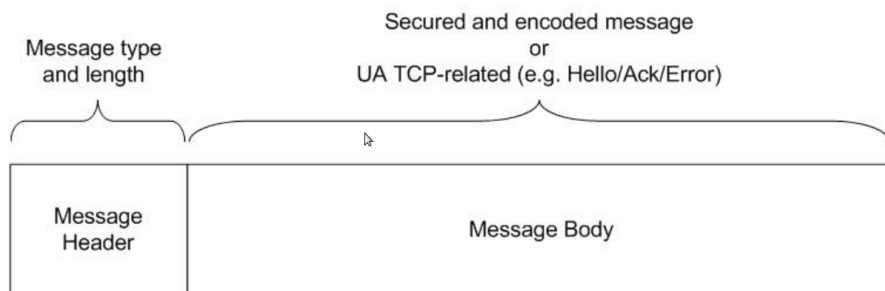 Message type
and length
Secured and encoded message
or
UA TCP-related (e.g. Hello/Ack/Error)
Message
Header
Message Body